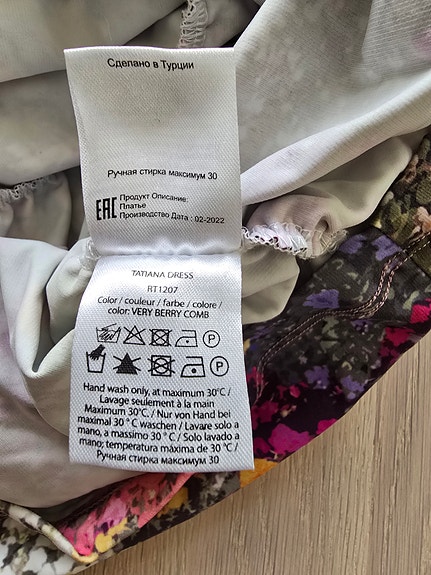 Сделано в Турции
Ручная стирка максимум 30
EAC
Продукт Описание:
Платье
Производство Дата : 02-2022
TATIANA DRESS
RT1207
Color / couleur / farbe / colore /
color: VERY BERRY COMB
P
P
Hand wash only, at maximum 30°C /
Lavage seulement à la main
Maximum 30°C / Nur von Hand bei
maximal 30 ° C waschen / Lavare solo a
mano, a massimo 30 ° C / Solo lavado a
mano; temperatura máxima de 30 °C /
Ручная стирка максимум 30